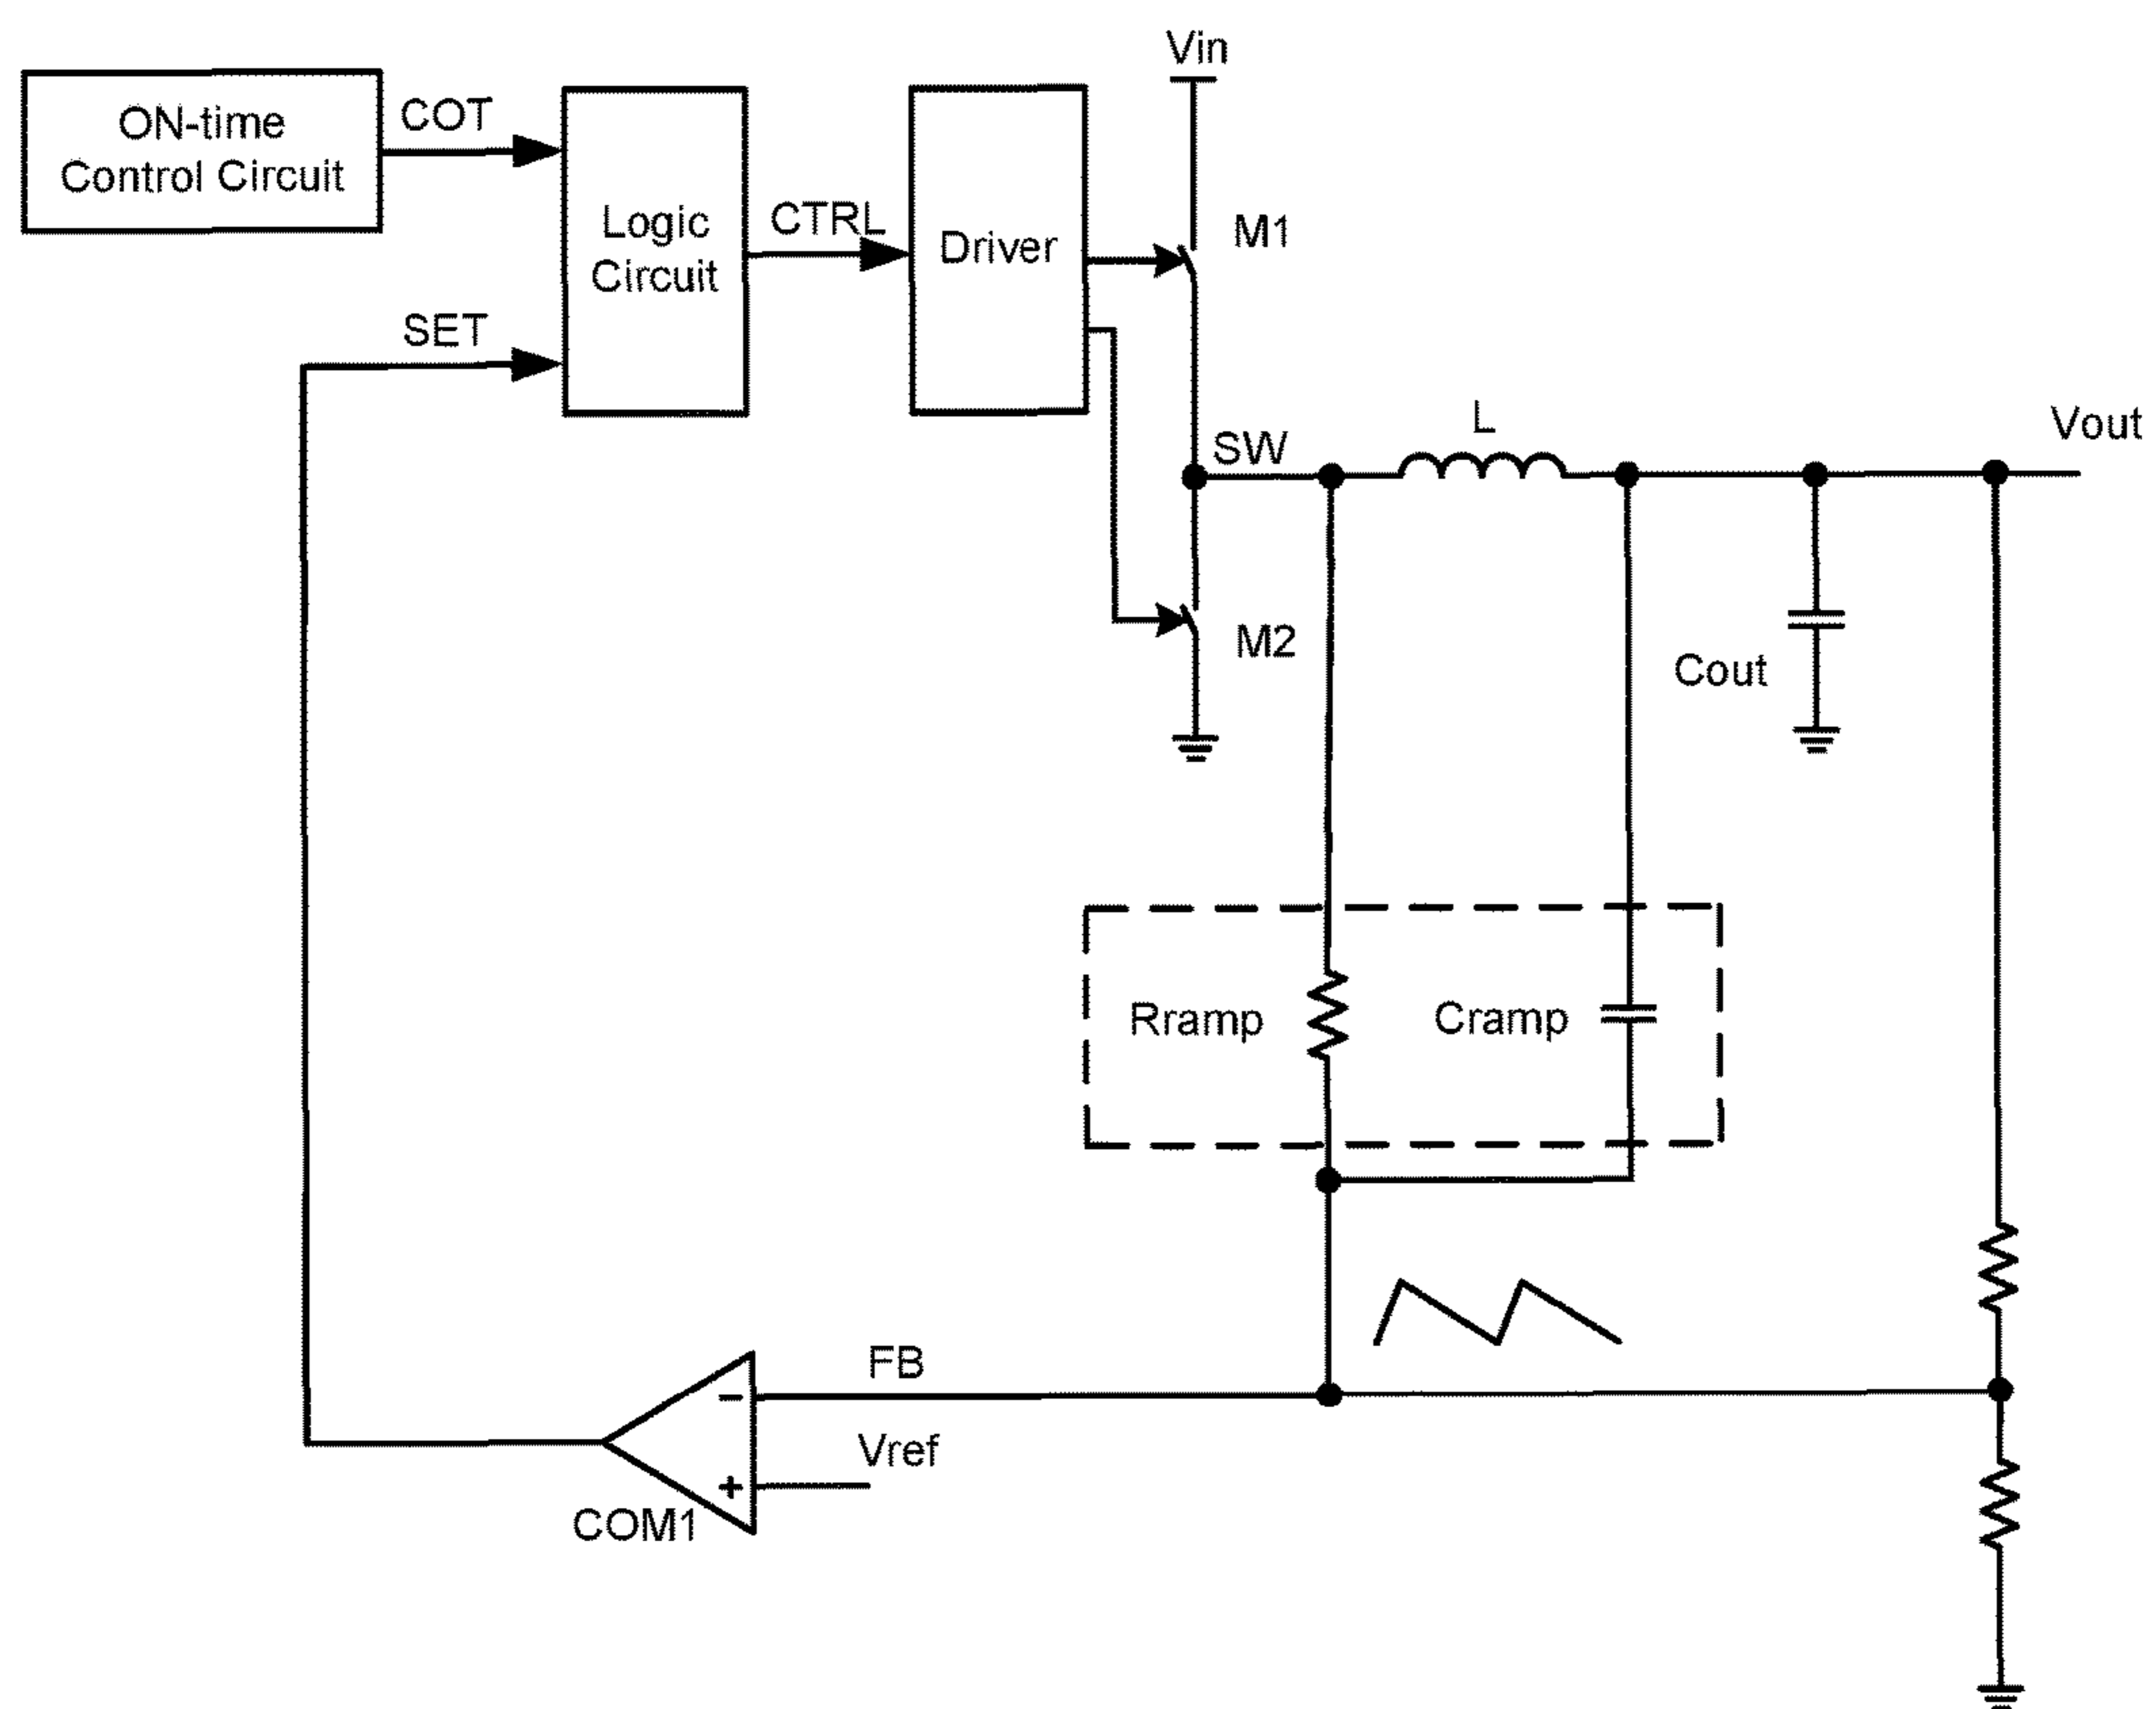 Vin
ON-time
Control Circuit
COT
Logic
Circuit
CTRL
Driver
M1
SET
SW
L
Vout
M2
Cout
Rramp
Cramp
FB
−
Vref
+
COM1